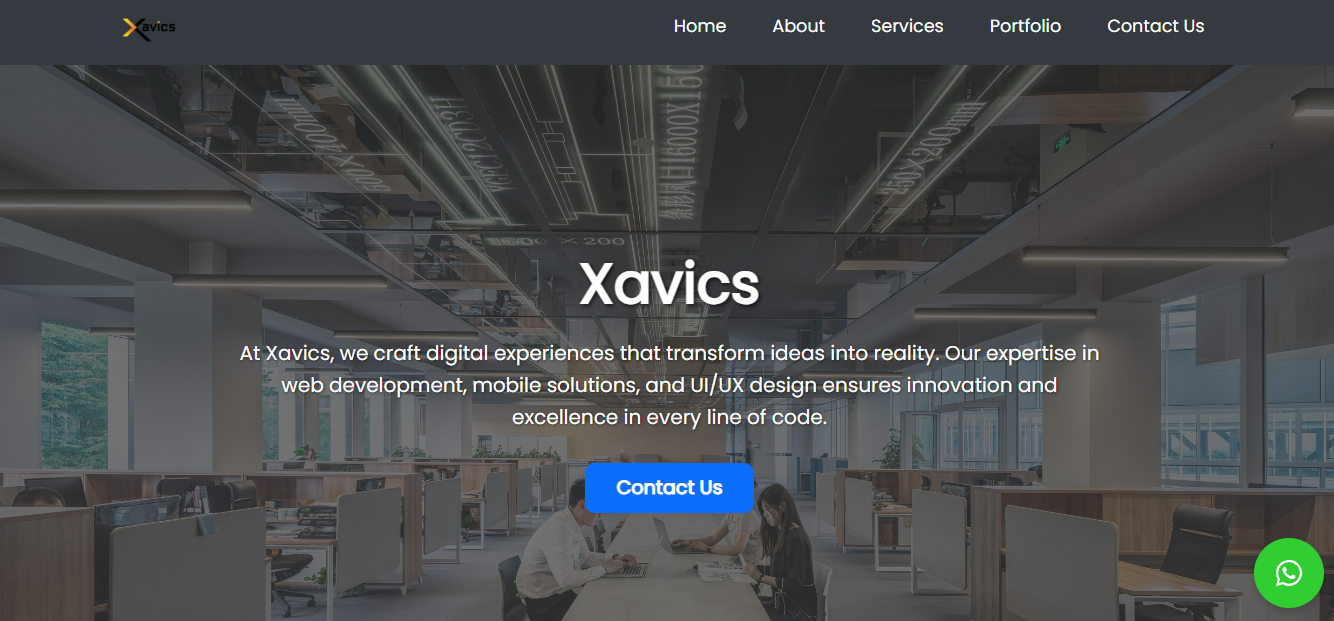 Xavics
Home
About
Services
Portfolio
Contact Us
1600 × 200
Xavics
At Xavics, we craft digital experiences that transform ideas into reality. Our expertise in
web development, mobile solutions, and UI/UX design ensures innovation and
excellence in every line of code.
Contact Us